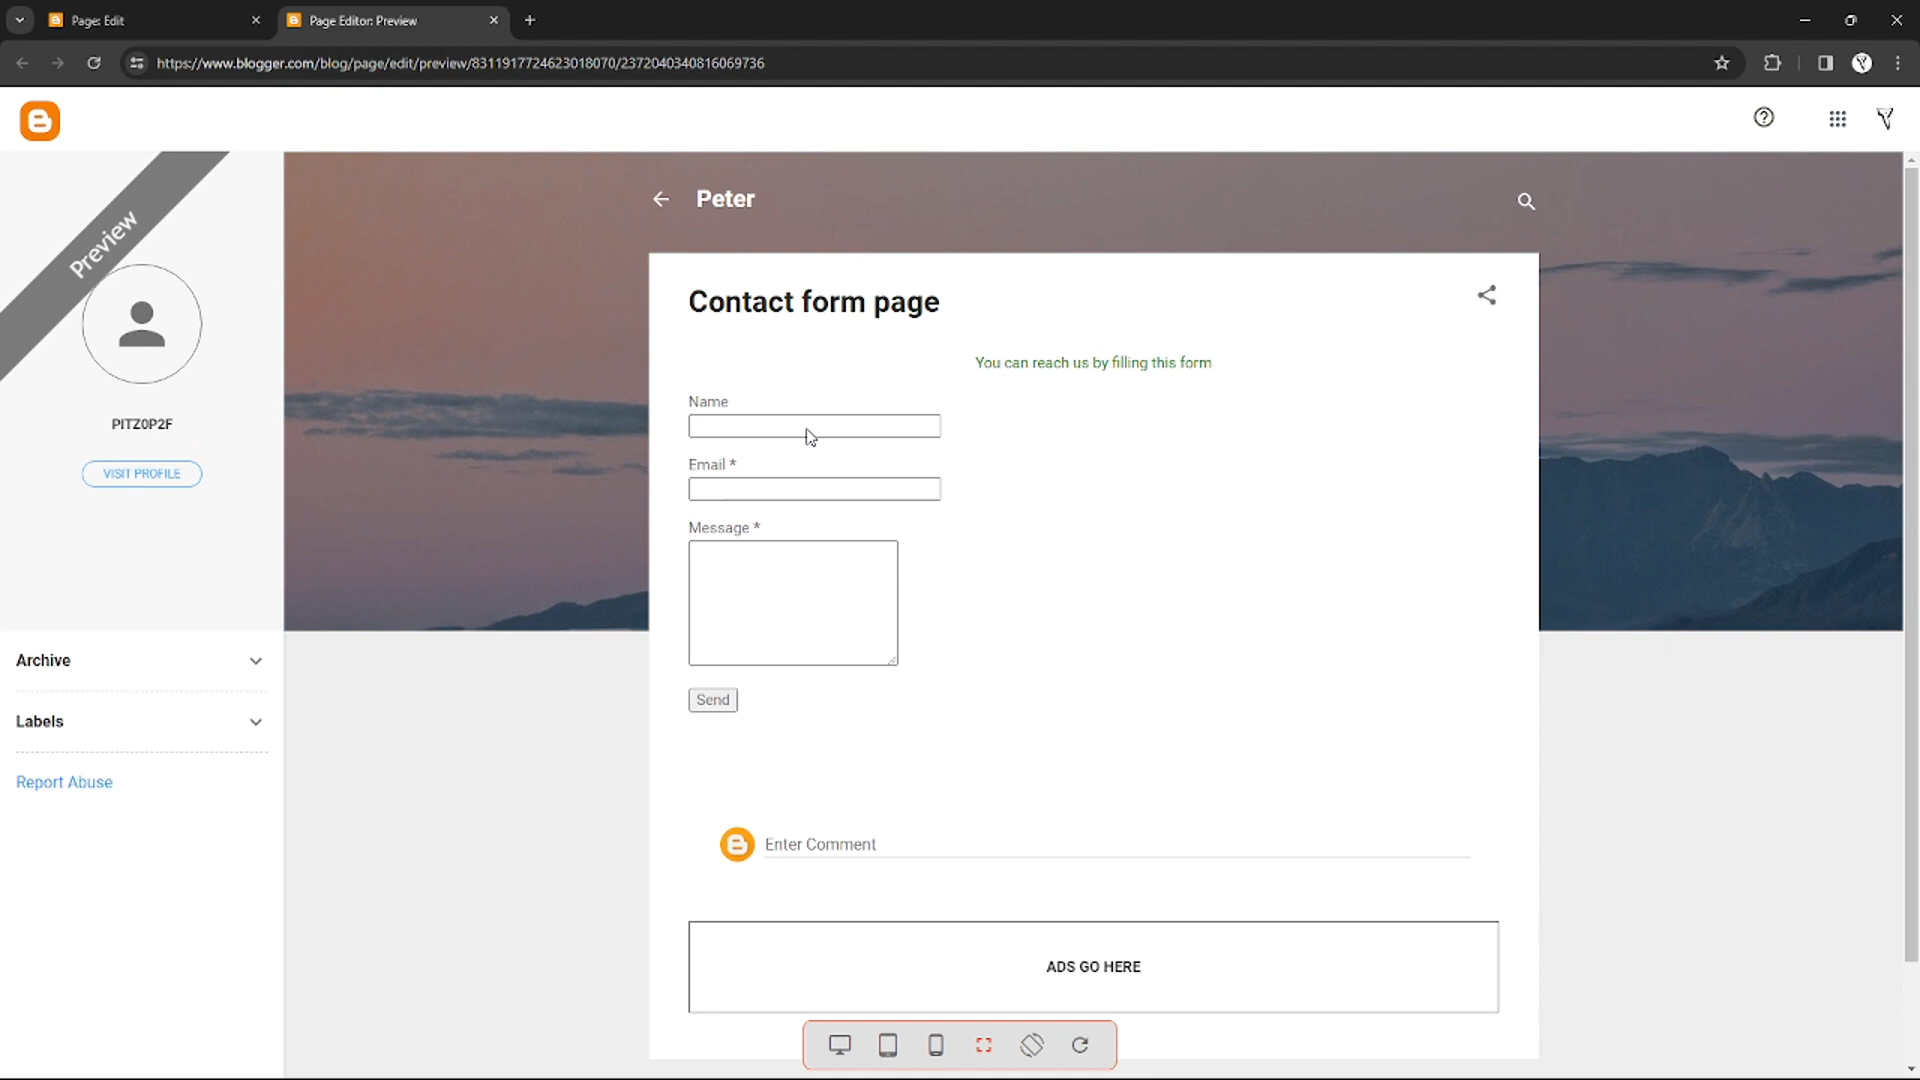 Page: Edit
Page Editor: Preview
https://www.blogger.com/blog/page/edit/preview/8311917724623018070/2372040340816069736
Preview
Peter
Contact form page
You can reach us by filling this form
Name
PITZ0P2F
Email *
VISIT PROFILE
Message *
Archive
Send
Labels
Report Abuse
Enter Comment
ADS GO HERE